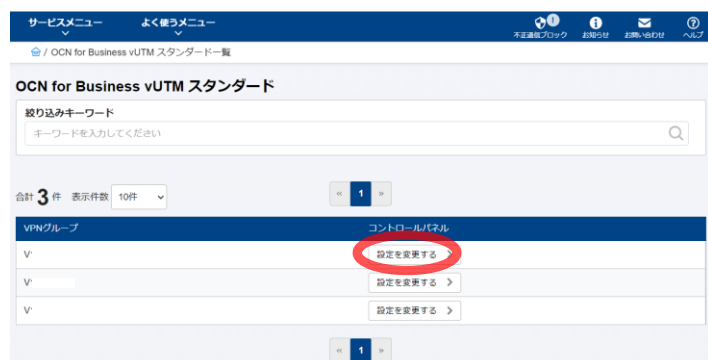 サービスメニュー よく使うメニュー
1
不正通信ブロック お知らせ お問い合わせ ヘルプ
/ OCN for Business vUTM スタンダード一覧
OCN for Business vUTM スタンダード
絞り込みキーワード
キーワードを入力してください
合計 3 件 表示件数 10件 « 1 »
VPNグループ コントロールパネル
V 設定を変更する
V 設定を変更する
V 設定を変更する
« 1 »